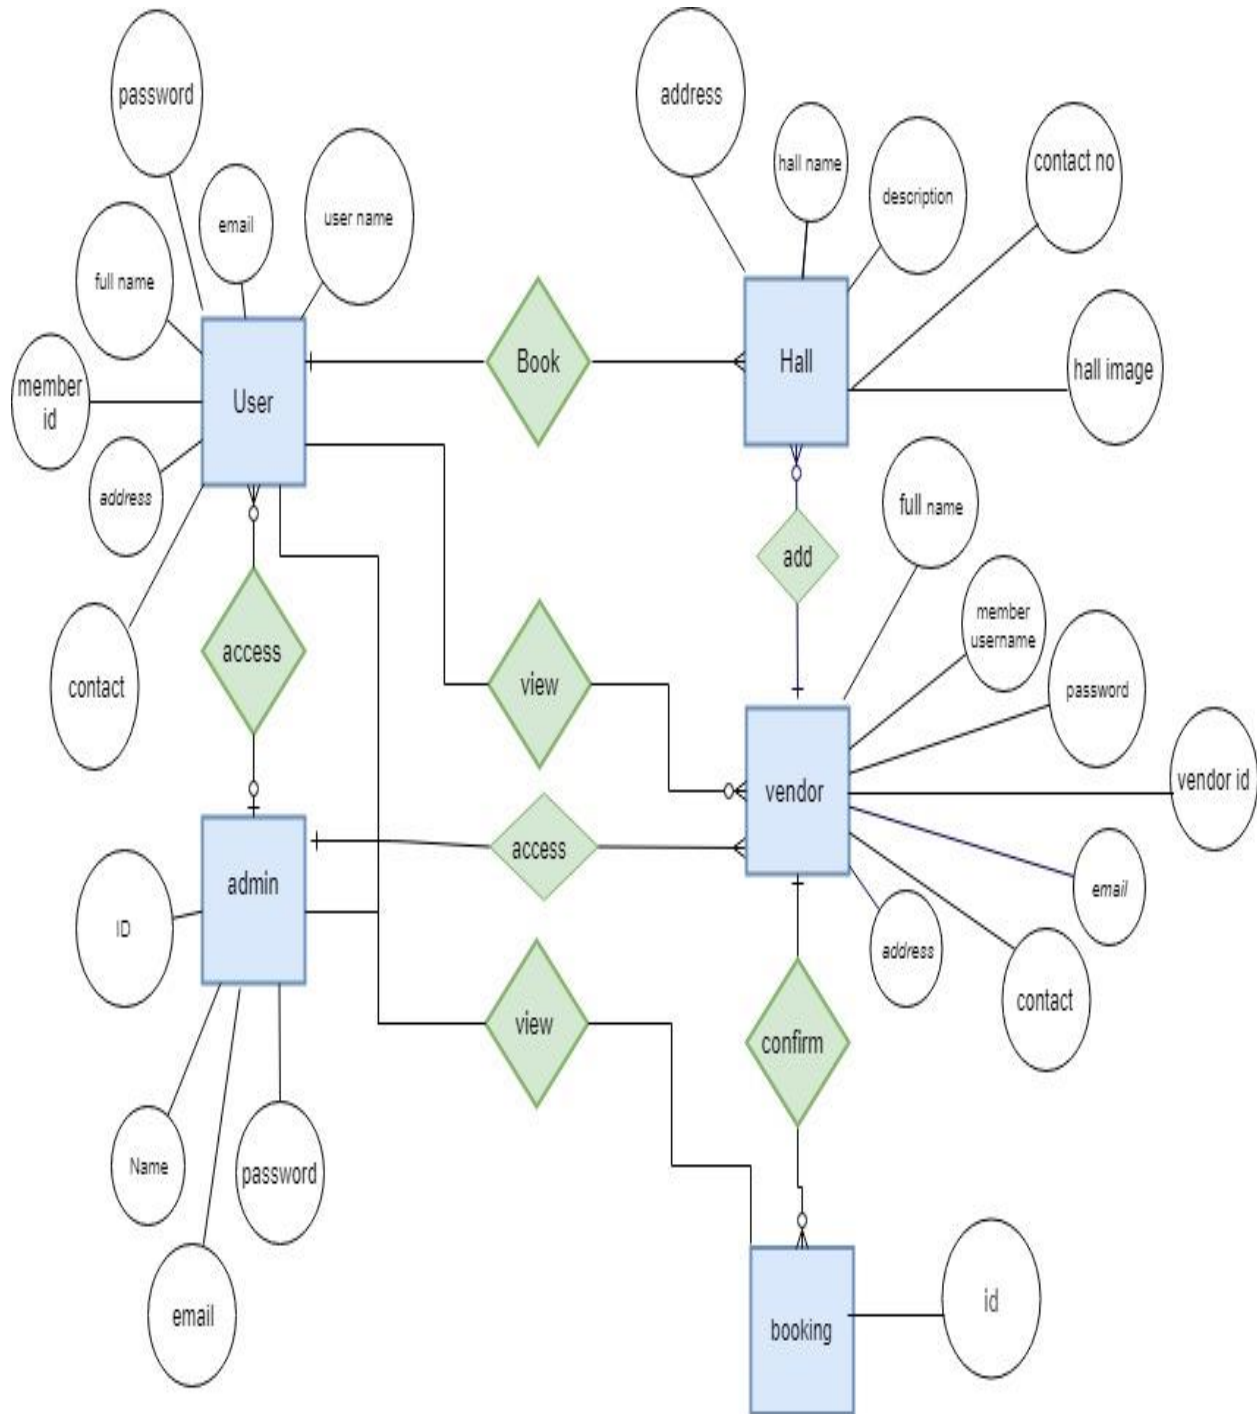 password
address
hall name
contact no
description
email
user name
full name
Book
Hall
hall image
member
id
User
address
full name
add
member
username
access
contact
view
password
vendor id
vendor
access
admin
email
ID
address
contact
view
confirm
Name
password
email
id
booking